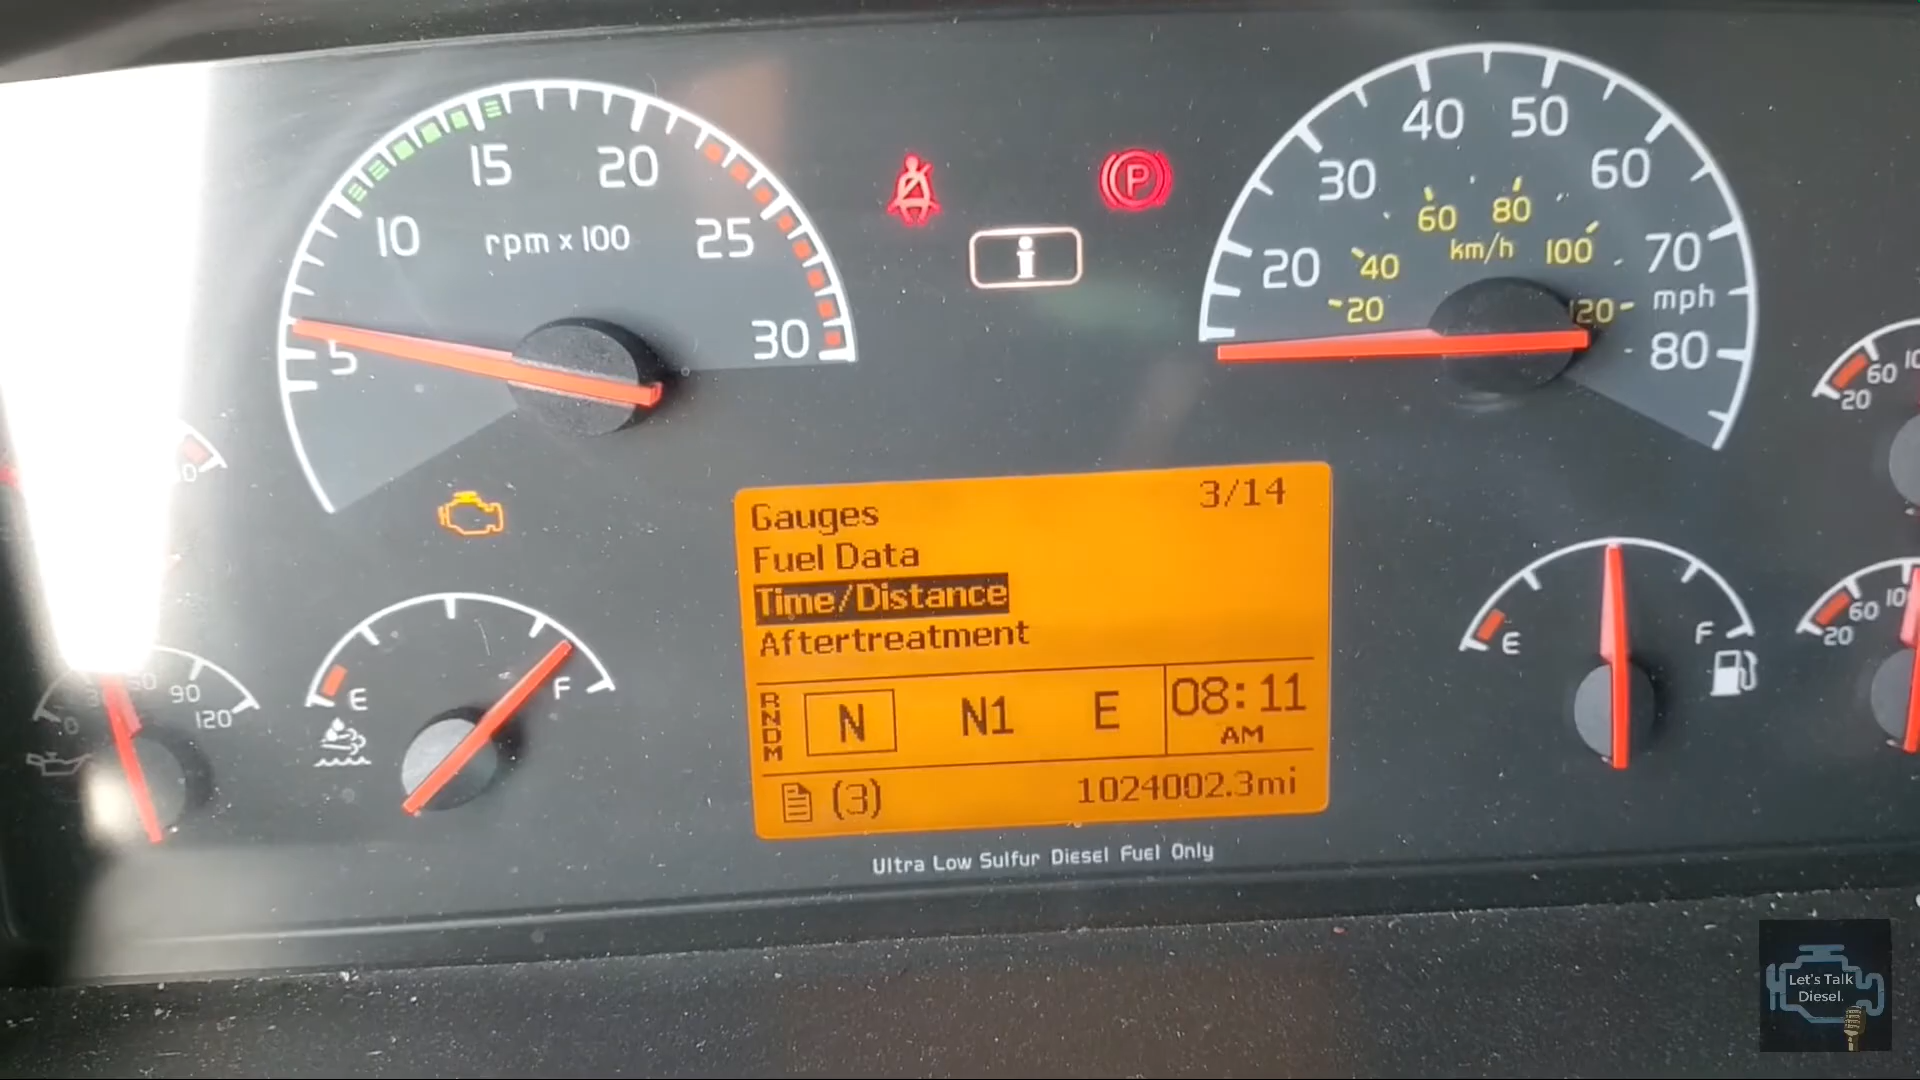 15 20
10 25
rpm x 100
5 30
40 50
30 60
60 80
20 40 km/h 100 70
20 120 mph
80
P
i
60
20
Gauges 3/14
Fuel Data
Time/Distance
Aftertreatment
RNDM N N1 E 08:11
AM
(3) 1024002.3mi
E F
E F
90
0 120
60
20
Ultra Low Sulfur Diesel Fuel Only
Let's Talk
Diesel.